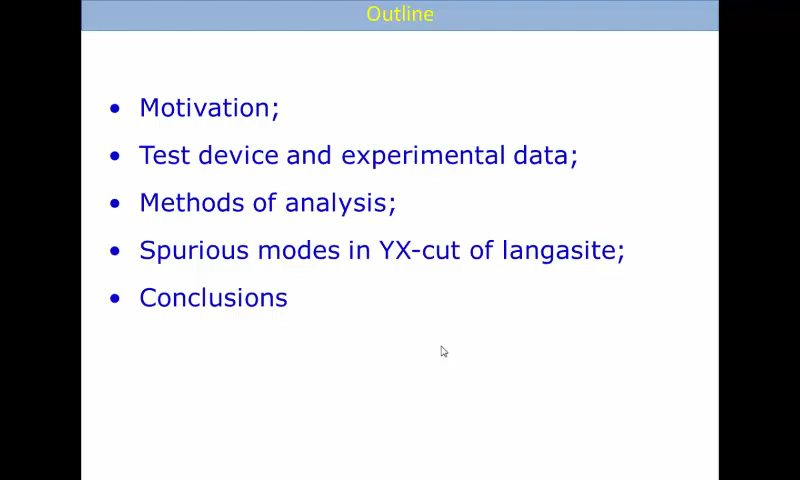 Outline
• Motivation;
• Test device and experimental data;
• Methods of analysis;
• Spurious modes in YX-cut of langasite;
• Conclusions